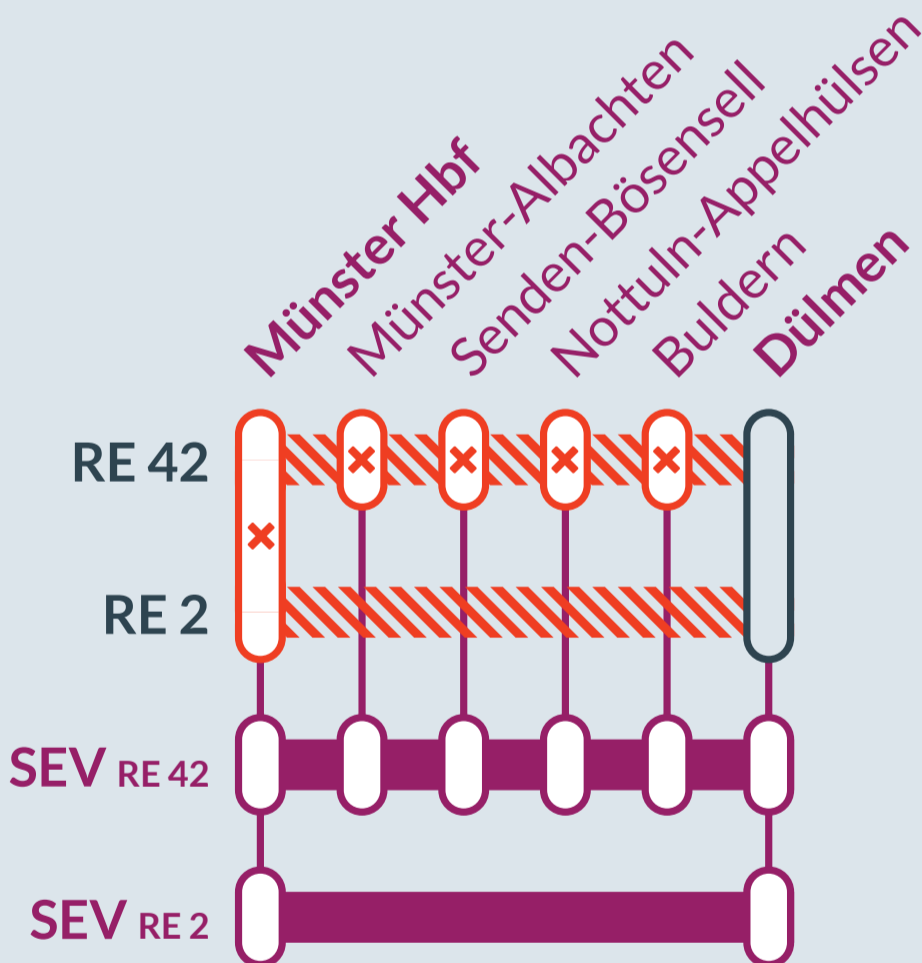 Münster Hbf
Münster-Albachten
Senden-Bösensell
Nottuln-Appelhülsen
Buldern
Dülmen
RE 42
RE 2
SEV RE 42
SEV RE 2